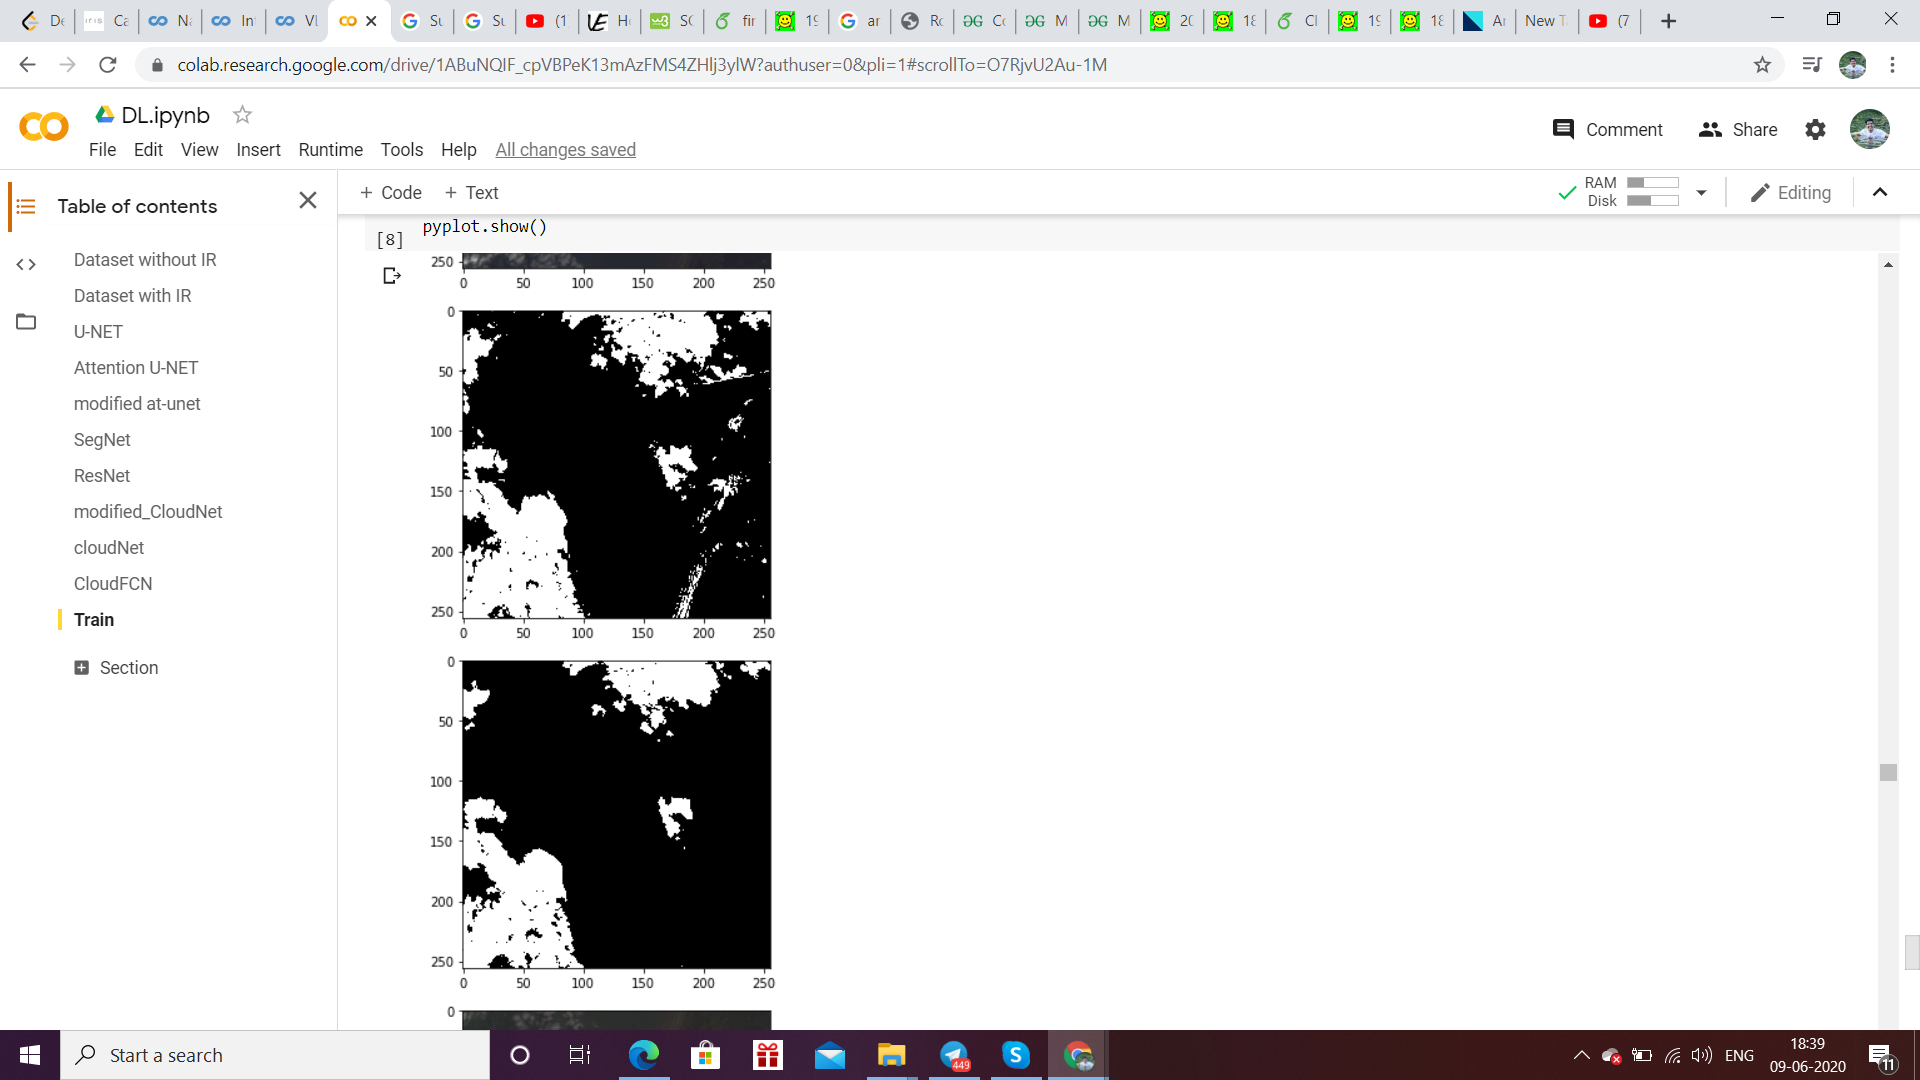 De
Ca
Na
In
VL
Su
Su
(1
He
SC
fir
19
ar
Ro
Co
M
M
20
18
Cl
19
18
Ar
New T
(7
colab.research.google.com/drive/1ABuNQIF_cpVBPeK13mAzFMS4ZHlj3ylW?authuser=0&pli=1#scrollTo=O7RjvU2Au-1M
DL.ipynb
File Edit View Insert Runtime Tools Help All changes saved
Comment Share
Table of contents
+ Code + Text
RAM
Disk
Editing
Dataset without IR
Dataset with IR
U-NET
Attention U-NET
modified at-unet
SegNet
ResNet
modified_CloudNet
cloudNet
CloudFCN
Train
Section
pyplot.show()
[8]
250
0 50 100 150 200 250
0
50
100
150
200
250
0 50 100 150 200 250
0
50
100
150
200
250
0 50 100 150 200 250
0
Start a search
449
ENG
18:39
09-06-2020
11